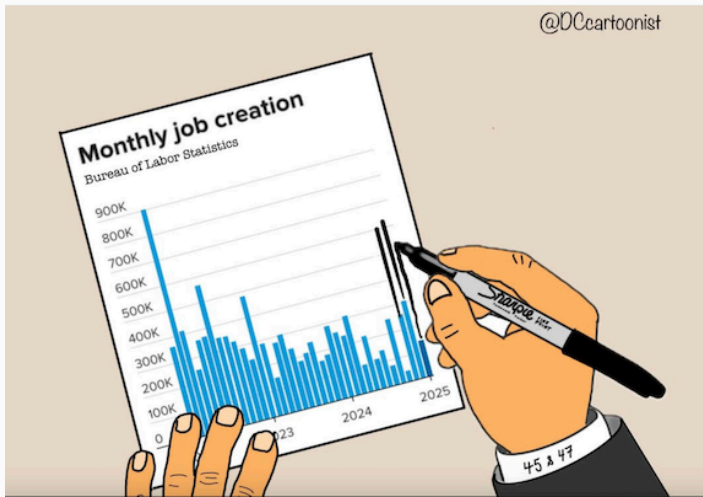 @DCcartoonist
Monthly job creation
Bureau of Labor Statistics
900K
800K
700K
600K
500K
400K
300K
200K
100K
0
23
2024
2025
Sharpie
45 & 47